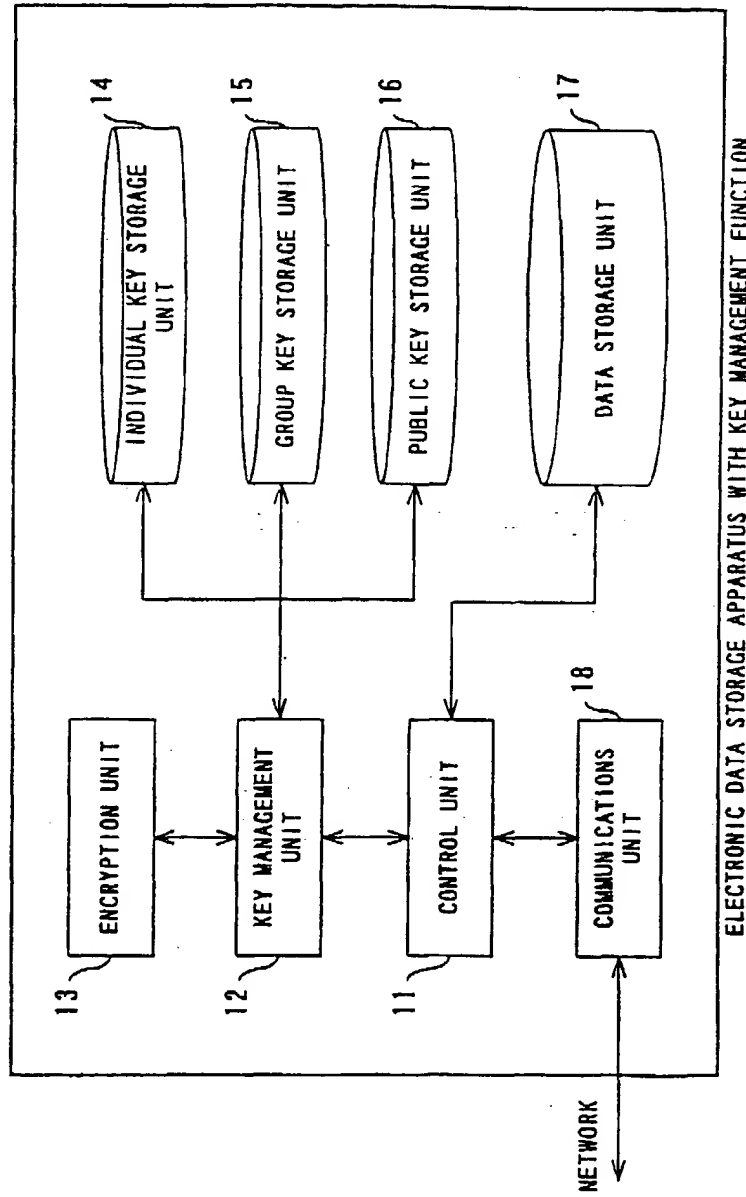 13
ENCRYPTION UNIT
12
KEY MANAGEMENT
UNIT
11
CONTROL UNIT
18
COMMUNICATIONS
UNIT
NETWORK
14
INDIVIDUAL KEY STORAGE
UNIT
15
GROUP KEY STORAGE UNIT
16
PUBLIC KEY STORAGE UNIT
17
DATA STORAGE UNIT
ELECTRONIC DATA STORAGE APPARATUS WITH KEY MANAGEMENT FUNCTION